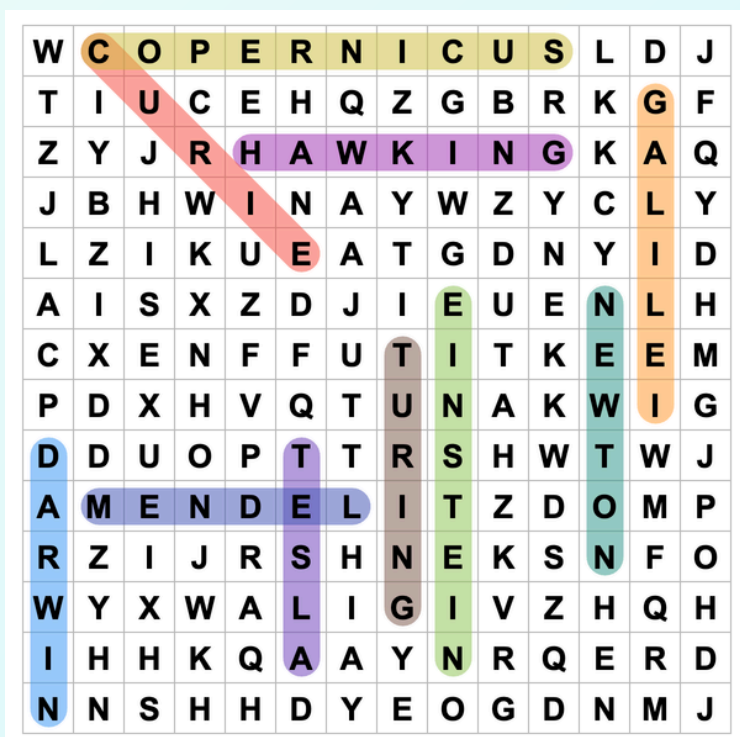 W C O P E R N I C U S L D J
T I U C E H Q Z G B R K G F
Z Y J R H A W K I N G K A Q
J B H W I N A Y W Z Y C L Y
L Z I K U E A T G D N Y I D
A I S X Z D J I E U E N L H
C X E N F F U T I T K E E M
P D X H V Q T U N A K W I G
D D U O P T T R S H W T W J
A M E N D E L I T Z D O M P
R Z I J R S H N E K S N F O
W Y X W A L I G I V Z H Q H
I H H K Q A A Y N R Q E R D
N N S H H D Y E O G D N M J